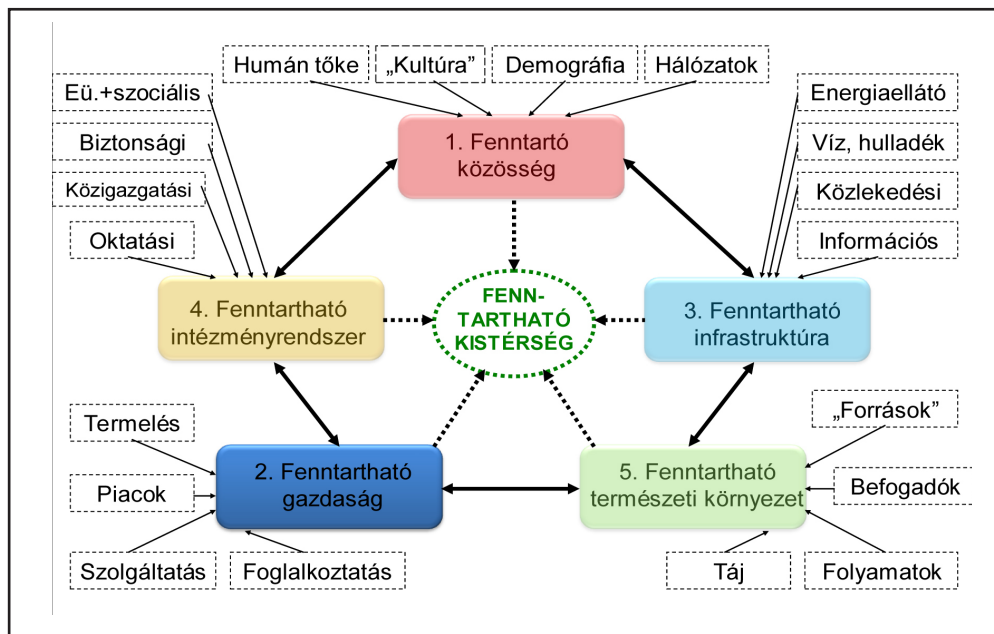 Humán tőke
„Kultúra”
Demográfia
Hálózatok
Eü.+szociális
Biztonsági
Közigazgatási
Oktatási
Energiaellátó
Víz, hulladék
Közlekedési
Információs
1. Fenntartó
közösség
4. Fenntartható
intézményrendszer
FENN-
TARTHATÓ
KISTÉRSÉG
3. Fenntartható
infrastruktúra
Termelés
Piacok
Szolgáltatás
Foglalkoztatás
2. Fenntartható
gazdaság
5. Fenntartható
természeti környezet
„Források”
Befogadók
Táj
Folyamatok